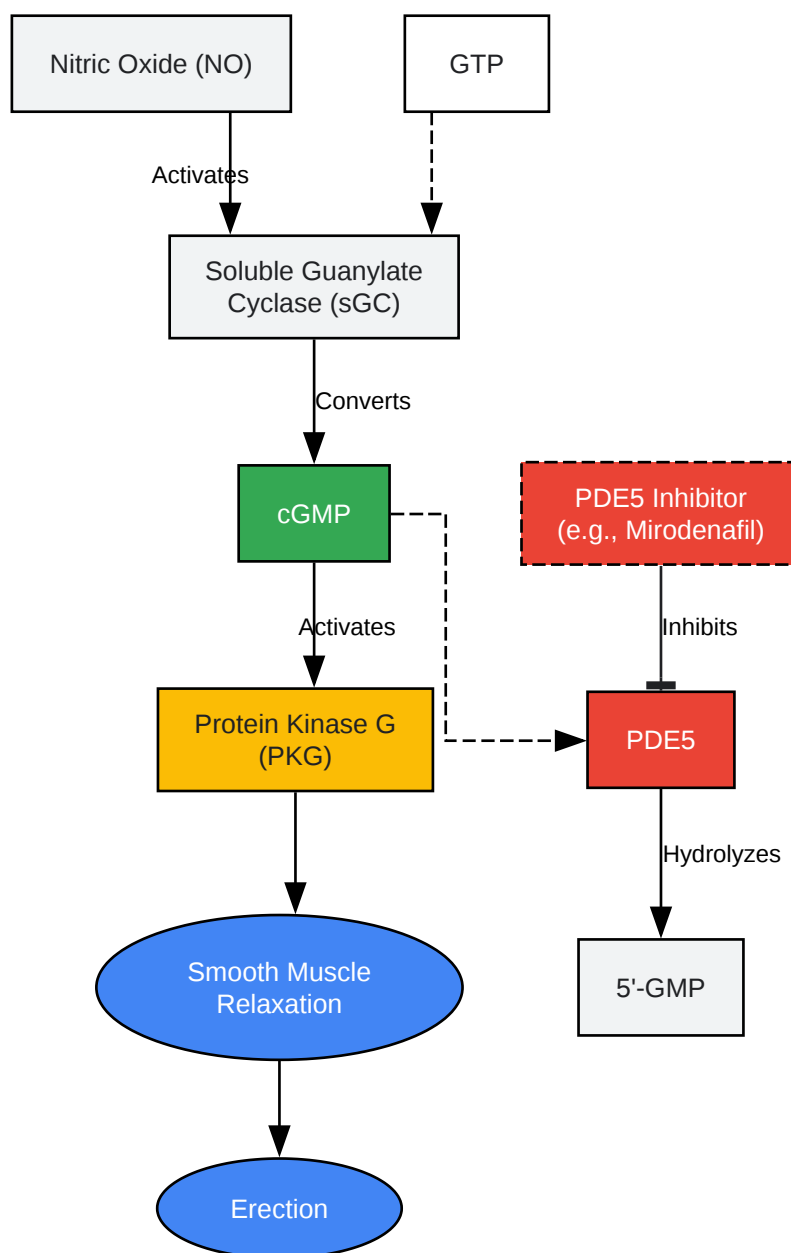 Nitric Oxide (NO)
GTP
Activates
Soluble Guanylate
Cyclase (sGC)
Converts
cGMP
PDE5 Inhibitor
(e.g., Mirodenafil)
Activates
Inhibits
Protein Kinase G
(PKG)
PDE5
Hydrolyzes
Smooth Muscle
Relaxation
5'-GMP
Erection